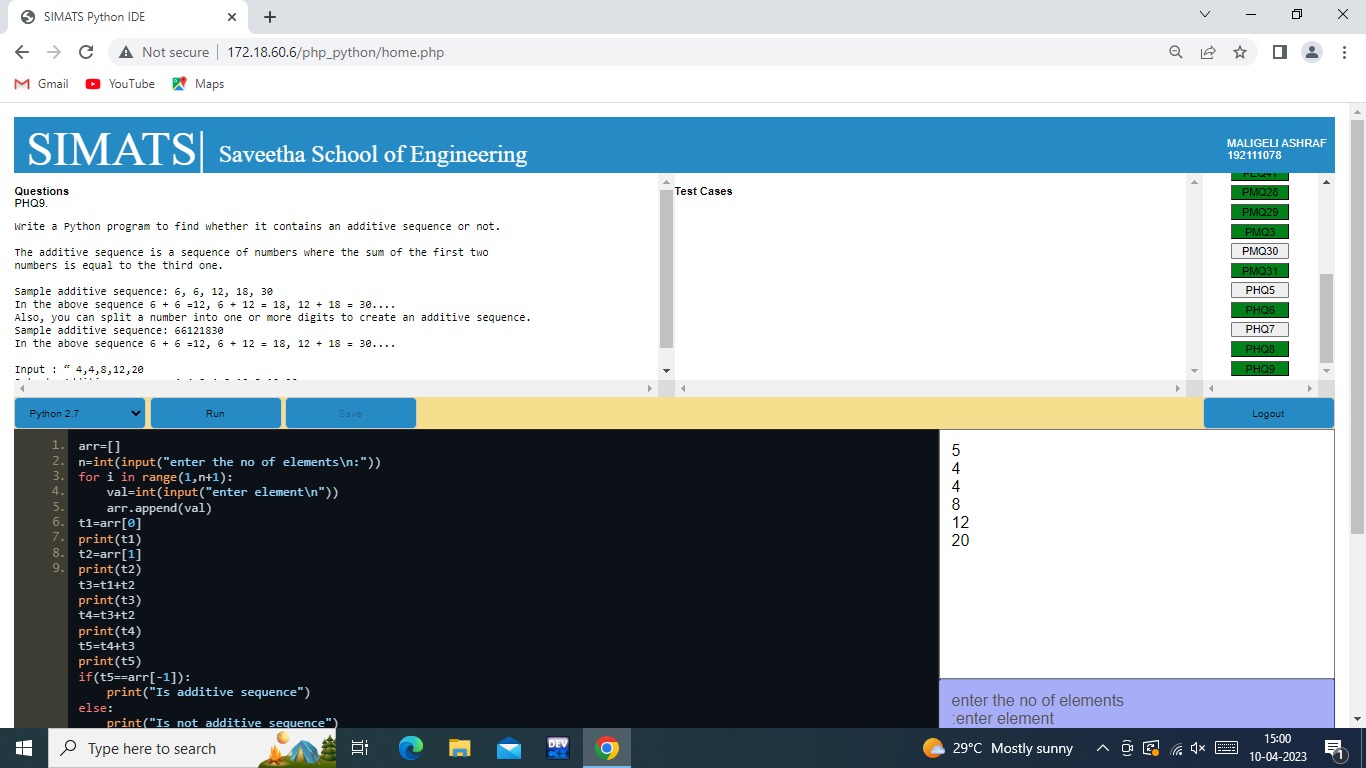 SIMATS Python IDE
Not secure 172.18.60.6/php_python/home.php
Gmail YouTube Maps
SIMATS| Saveetha School of Engineering
MALIGELI ASHRAF
192111078
Questions
PHQ9.
Write a Python program to find whether it contains an additive sequence or not.
The additive sequence is a sequence of numbers where the sum of the first two
numbers is equal to the third one.
Sample additive sequence: 6, 6, 12, 18, 30
In the above sequence 6 + 6 =12, 6 + 12 = 18, 12 + 18 = 30....
Also, you can split a number into one or more digits to create an additive sequence.
Sample additive sequence: 66121830
In the above sequence 6 + 6 =12, 6 + 12 = 18, 12 + 18 = 30....
Input : “ 4,4,8,12,20
Test Cases
PMQ28
PMQ29
PMQ3
PMQ30
PMQ31
PHQ5
PHQ6
PHQ7
PHQ8
PHQ9
Python 2.7 Run Save Logout
1. arr=[]
2. n=int(input("enter the no of elements\n:"))
3. for i in range(1,n+1):
4. val=int(input("enter element\n"))
5. arr.append(val)
6. t1=arr[0]
7. print(t1)
8. t2=arr[1]
9. print(t2)
t3=t1+t2
print(t3)
t4=t3+t2
print(t4)
t5=t4+t3
print(t5)
if(t5==arr[-1]):
print("Is additive sequence")
else:
print("Is not additive sequence")
5
4
4
8
12
20
enter the no of elements
:enter element
Type here to search
DEV
29°C Mostly sunny
15:00
10-04-2023
1